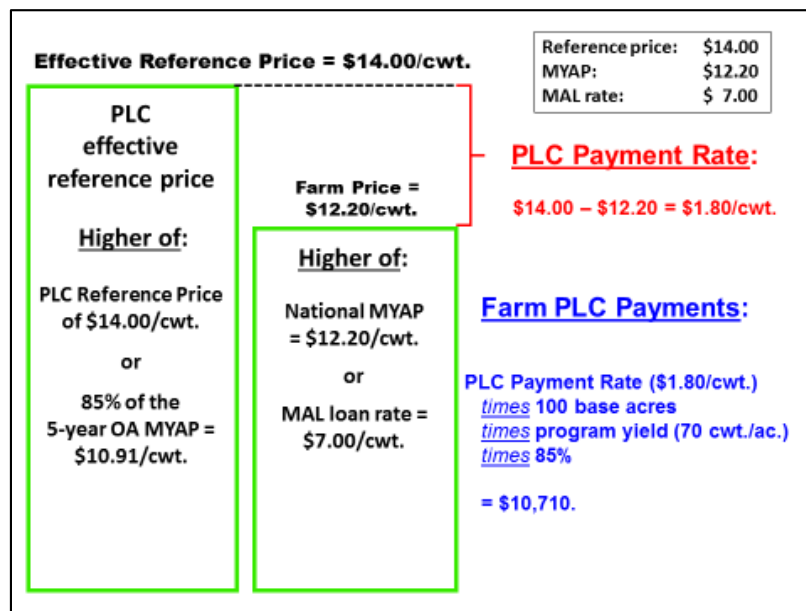 Effective Reference Price = $14.00/cwt.
Reference price: $14.00
MYAP: $12.20
MAL rate: $ 7.00
PLC
effective
reference price
Higher of:
PLC Reference Price
of $14.00/cwt.
or
85% of the
5-year OA MYAP =
$10.91/cwt.
Farm Price =
$12.20/cwt.
Higher of:
National MYAP
= $12.20/cwt.
or
MAL loan rate =
$7.00/cwt.
PLC Payment Rate:
$14.00 – $12.20 = $1.80/cwt.
Farm PLC Payments:
PLC Payment Rate ($1.80/cwt.)
times 100 base acres
times program yield (70 cwt./ac.)
times 85%
= $10,710.